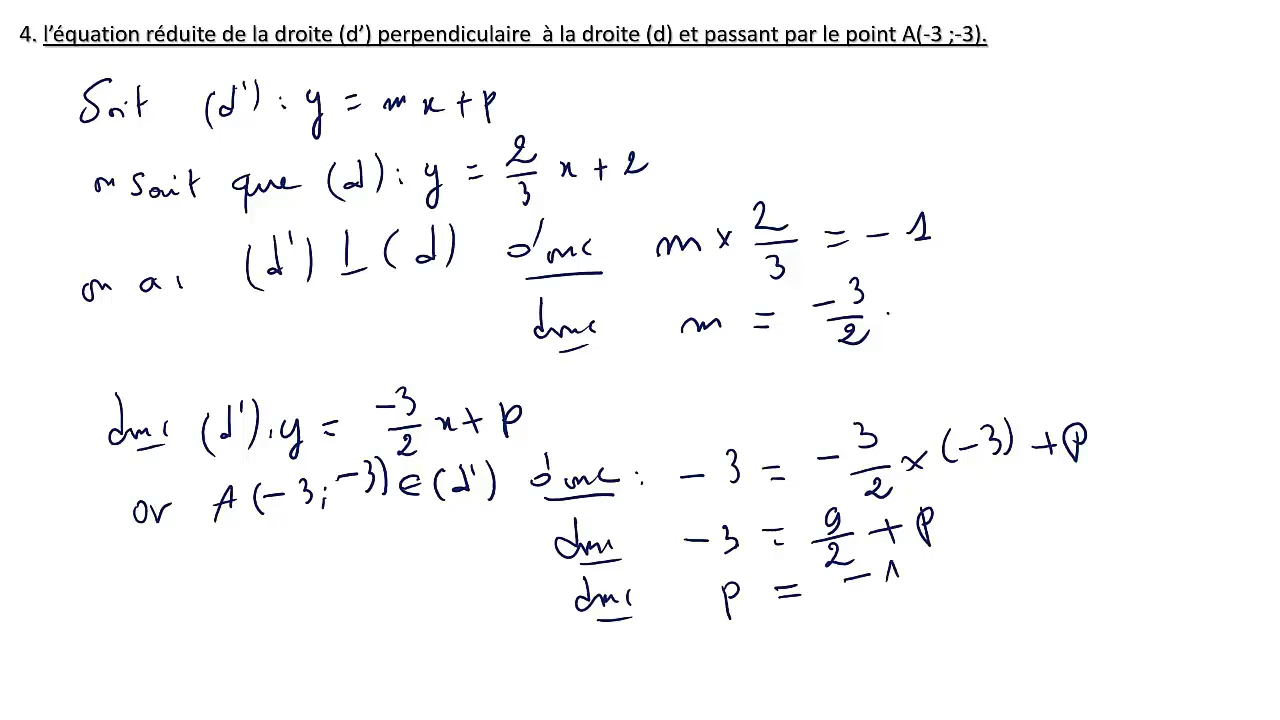 4. l’équation réduite de la droite (d’) perpendiculaire à la droite (d) et passant par le point A(-3 ;-3).
Soit (d') : y = mx + p
on sait que (d) : y = 2/3 x + 2
on a : (d') ⊥ (d) donc m × 2/3 = - 1
donc m = -3/2.
donc (d') : y = -3/2 x + p
or A(-3 ; -3) ∈ (d') donc : - 3 = - 3/2 × (-3) + p
donc - 3 = 9/2 + p
donc p = - 1